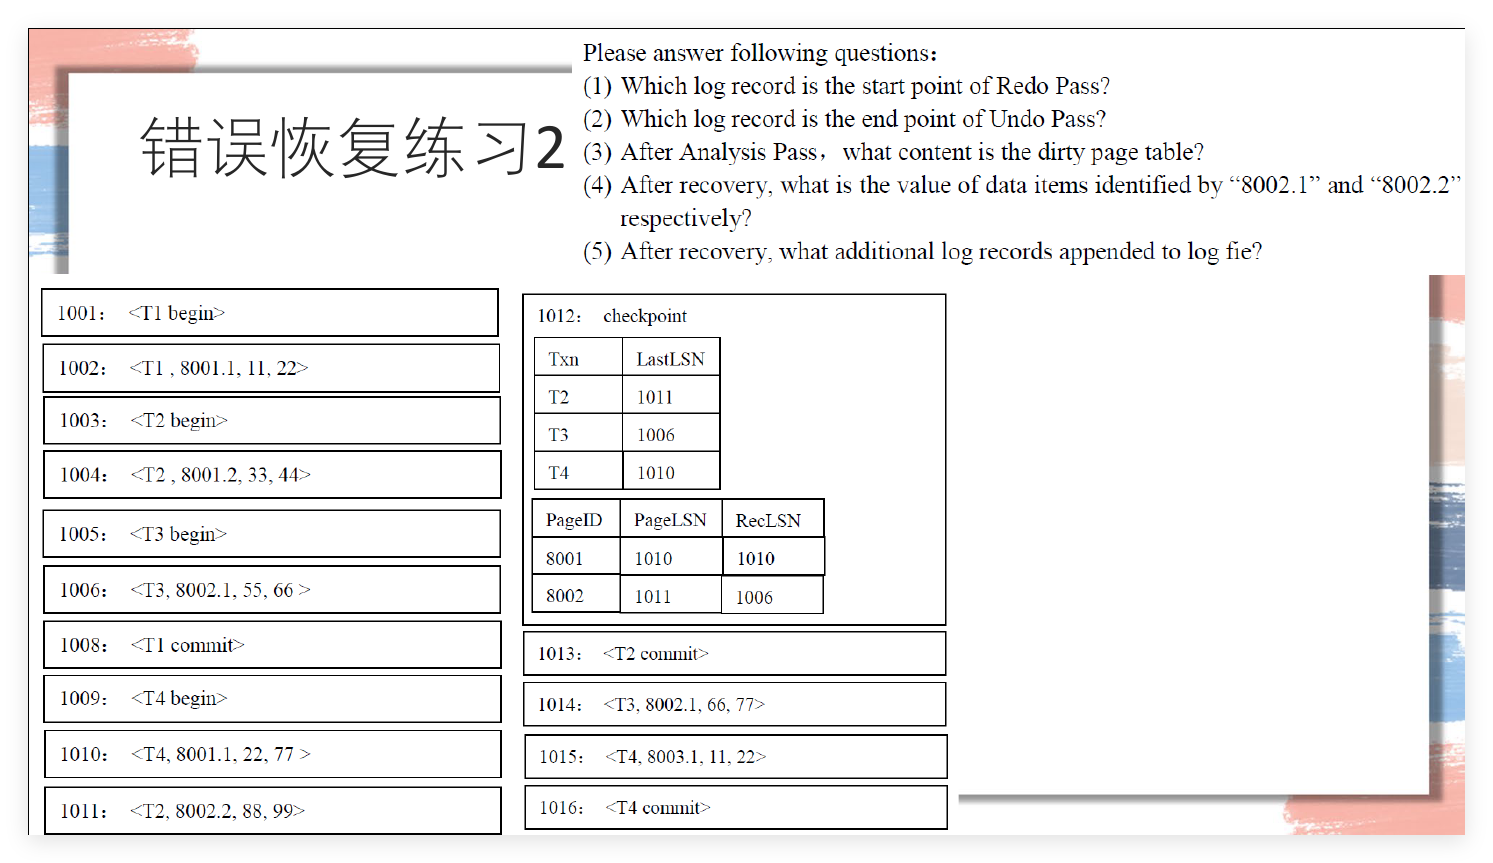 错误恢复练习2
Please answer following questions：
(1) Which log record is the start point of Redo Pass?
(2) Which log record is the end point of Undo Pass?
(3) After Analysis Pass，what content is the dirty page table?
(4) After recovery, what is the value of data items identified by “8002.1” and “8002.2”
respectively?
(5) After recovery, what additional log records appended to log fie?
1001： <T1 begin>
1002： <T1 , 8001.1, 11, 22>
1003： <T2 begin>
1004： <T2 , 8001.2, 33, 44>
1005： <T3 begin>
1006： <T3, 8002.1, 55, 66 >
1008： <T1 commit>
1009： <T4 begin>
1010： <T4, 8001.1, 22, 77 >
1011： <T2, 8002.2, 88, 99>
1012： checkpoint
Txn LastLSN
T2 1011
T3 1006
T4 1010
PageID PageLSN RecLSN
8001 1010 1010
8002 1011 1006
1013： <T2 commit>
1014： <T3, 8002.1, 66, 77>
1015： <T4, 8003.1, 11, 22>
1016： <T4 commit>